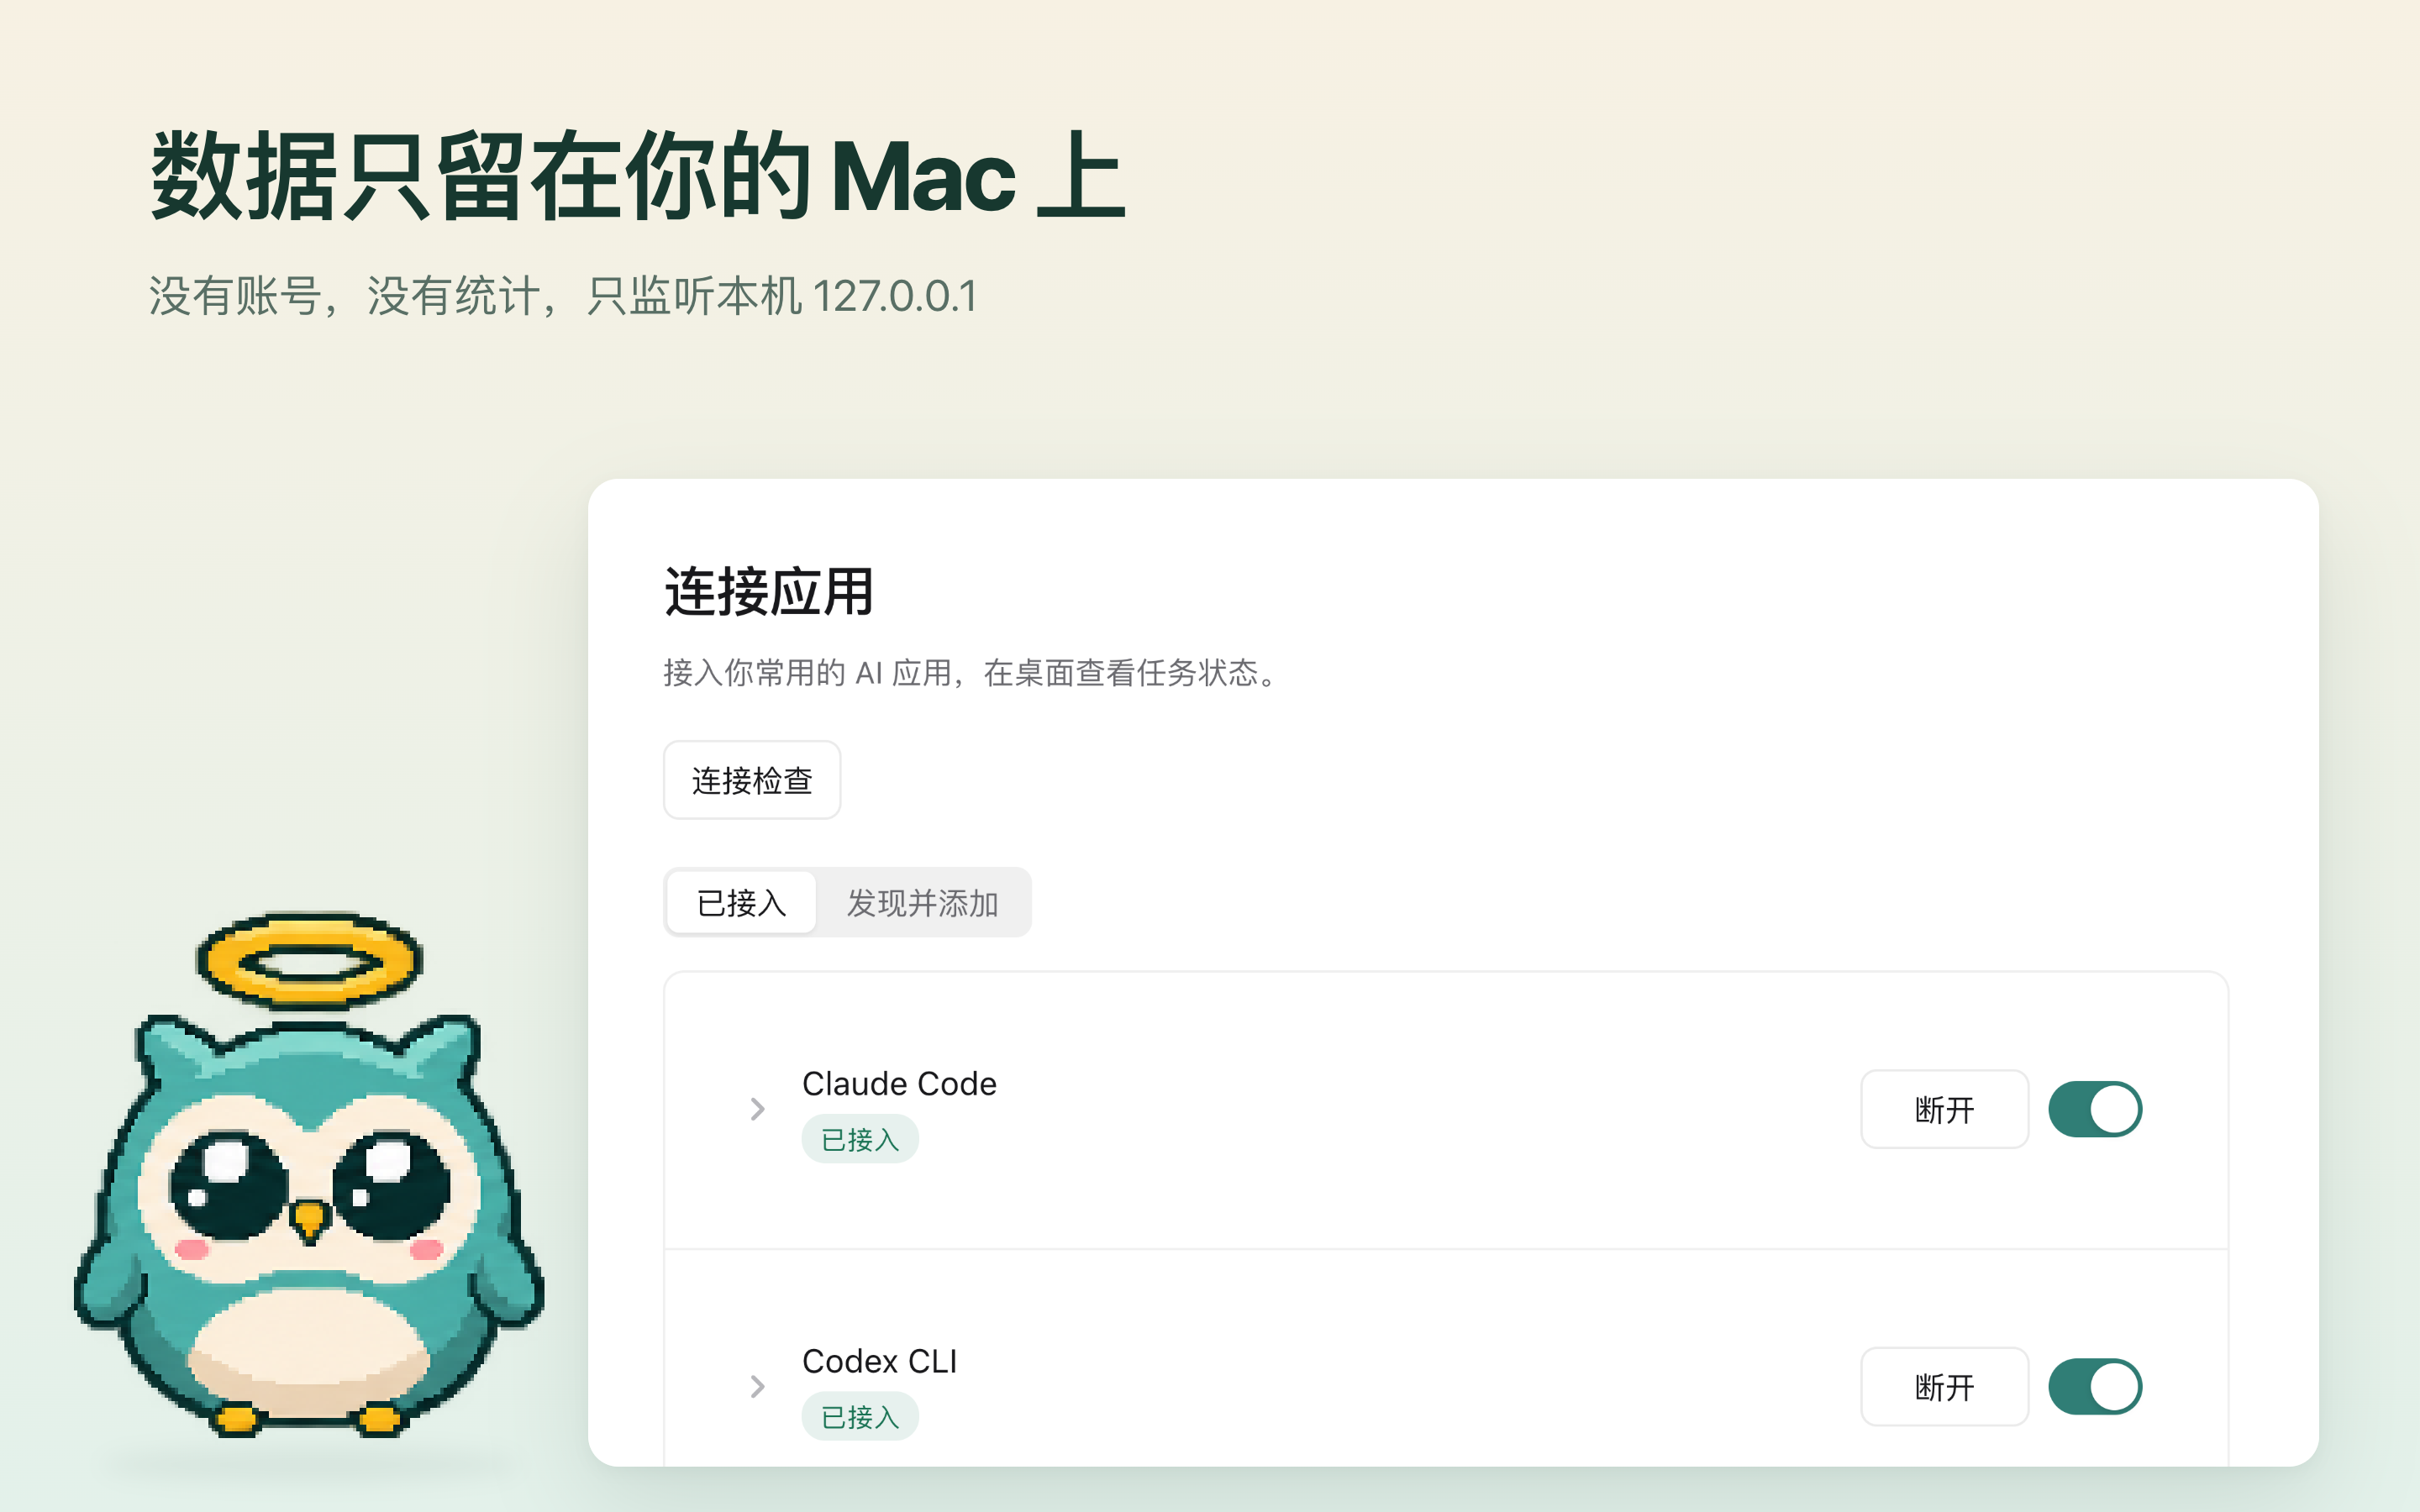 数据只留在你的 Mac 上
没有账号，没有统计，只监听本机 127.0.0.1
连接应用
接入你常用的 AI 应用，在桌面查看任务状态。
连接检查
已接入 发现并添加
Claude Code
已接入
断开
Codex CLI
已接入
断开